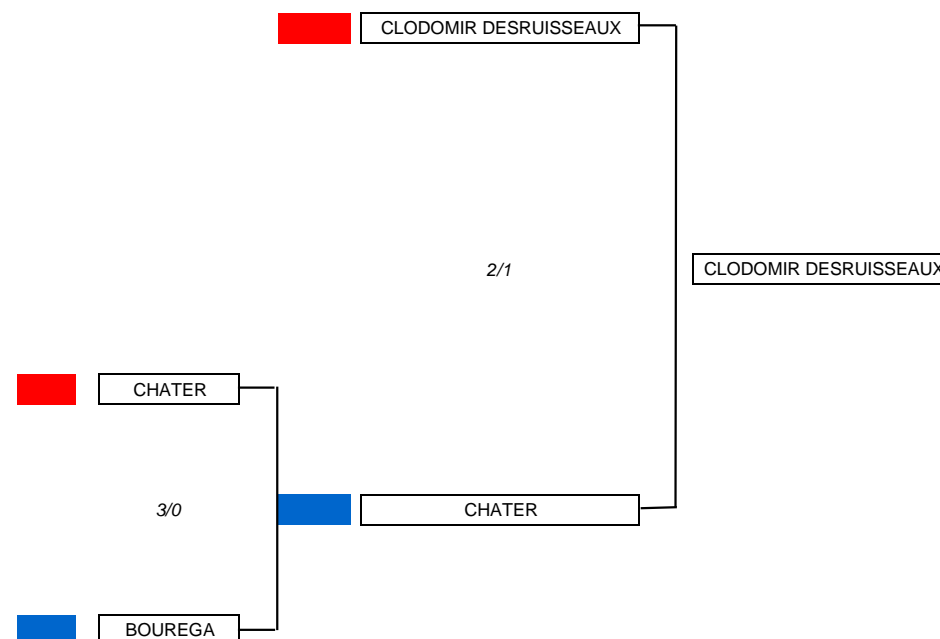 CLODOMIR DESRUISSEAUX
2/1
CLODOMIR DESRUISSEAUX
CHATER
3/0
CHATER
BOUREGA